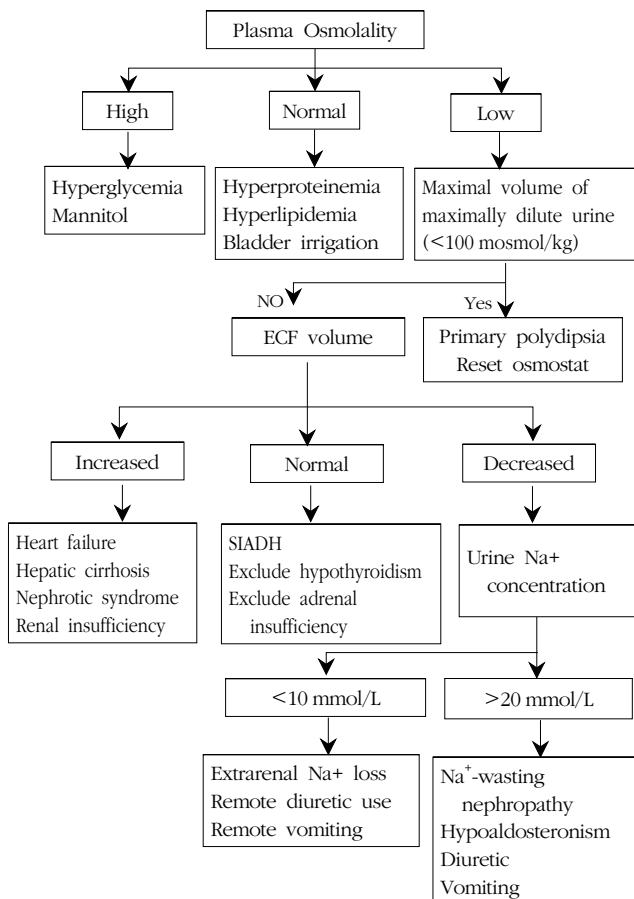 Plasma Osmolality
High
Normal
Low
Hyperglycemia
Mannitol
Hyperproteinemia
Hyperlipidemia
Bladder irrigation
Maximal volume of
maximally dilute urine
(<100 mosmol/kg)
NO
Yes
ECF volume
Primary polydipsia
Reset osmostat
Increased
Normal
Decreased
Heart failure
Hepatic cirrhosis
Nephrotic syndrome
Renal insufficiency
SIADH
Exclude hypothyroidism
Exclude adrenal
insufficiency
Urine Na+
concentration
<10 mmol/L
>20 mmol/L
Extrarenal Na+ loss
Remote diuretic use
Remote vomiting
Na⁺-wasting
nephropathy
Hypoaldosteronism
Diuretic
Vomiting